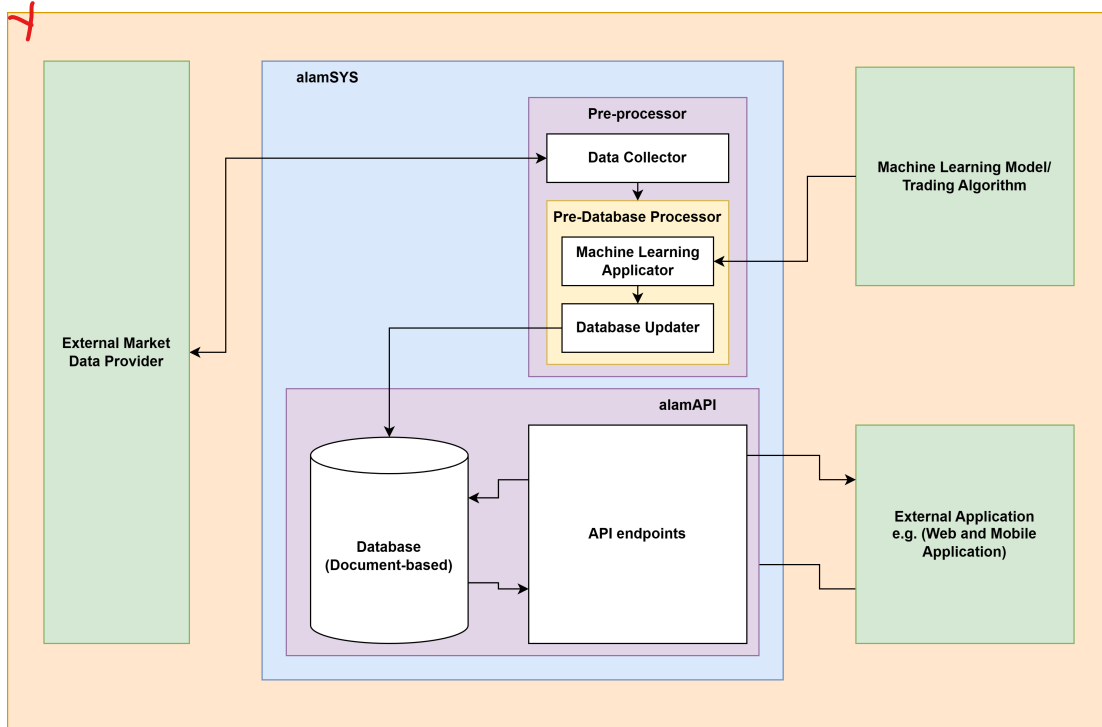 alamSYS
Pre-processor
Data Collector
Machine Learning Model/
Trading Algorithm
Pre-Database Processor
Machine Learning
Applicator
Database Updater
External Market
Data Provider
alamAPI
API endpoints
Database
(Document-based)
External Application
e.g. (Web and Mobile
Application)